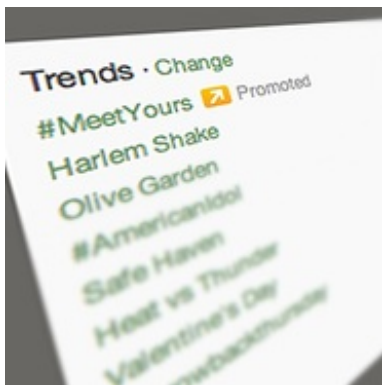 Trends · Change
#MeetYours Promoted
Harlem Shake
Olive Garden
#AmericanIdol
Safe Haven
Heat vs Thunder
Valentine's Day